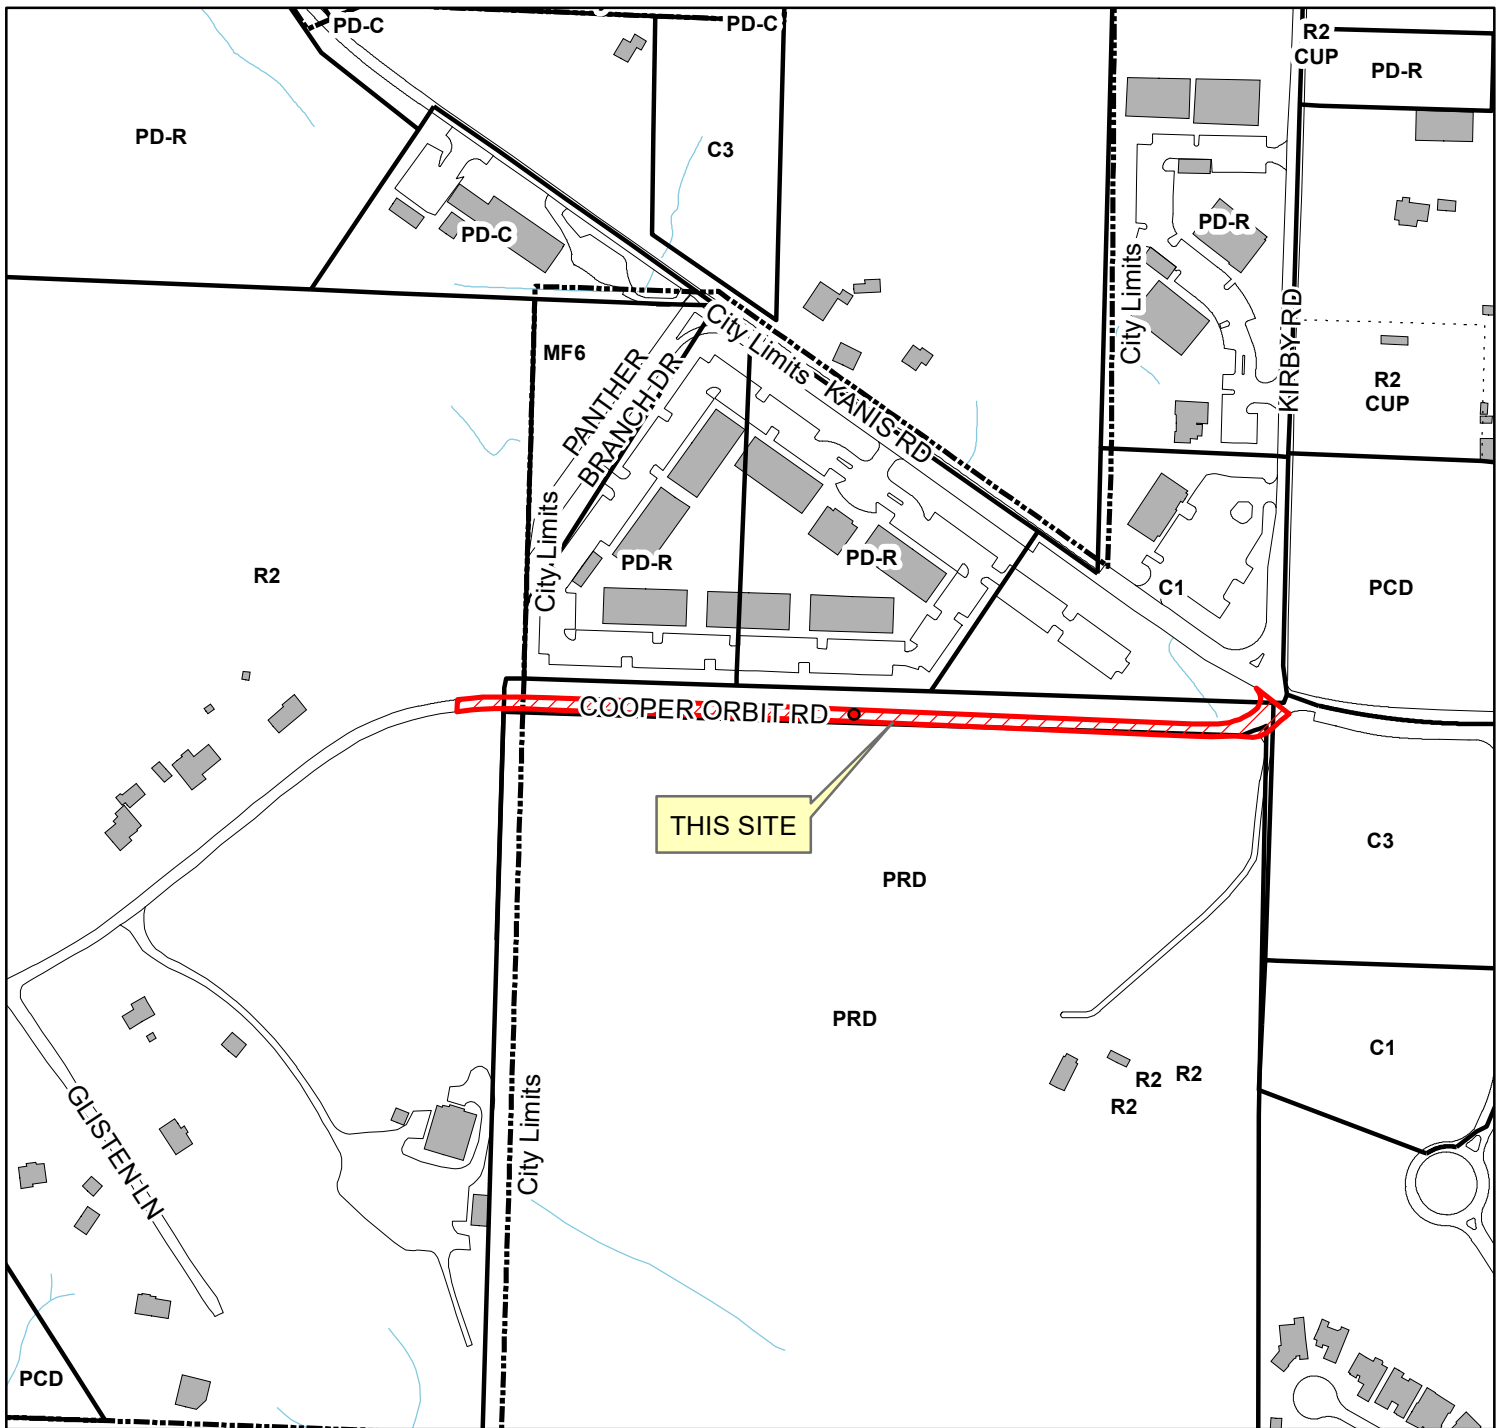 PD-C
PD-C
R2
CUP
PD-R
PD-R
C3
PD-C
PD-R
City Limits
KIRBY RD
City Limits
KANIS RD
MF6
PANTHER
BRANCH DR
R2
CUP
City Limits
PD-R
PD-R
R2
C1
PCD
COOPER ORBIT RD
THIS SITE
C3
PRD
PRD
C1
R2
R2
R2
City Limits
GLISTEN LN
PCD